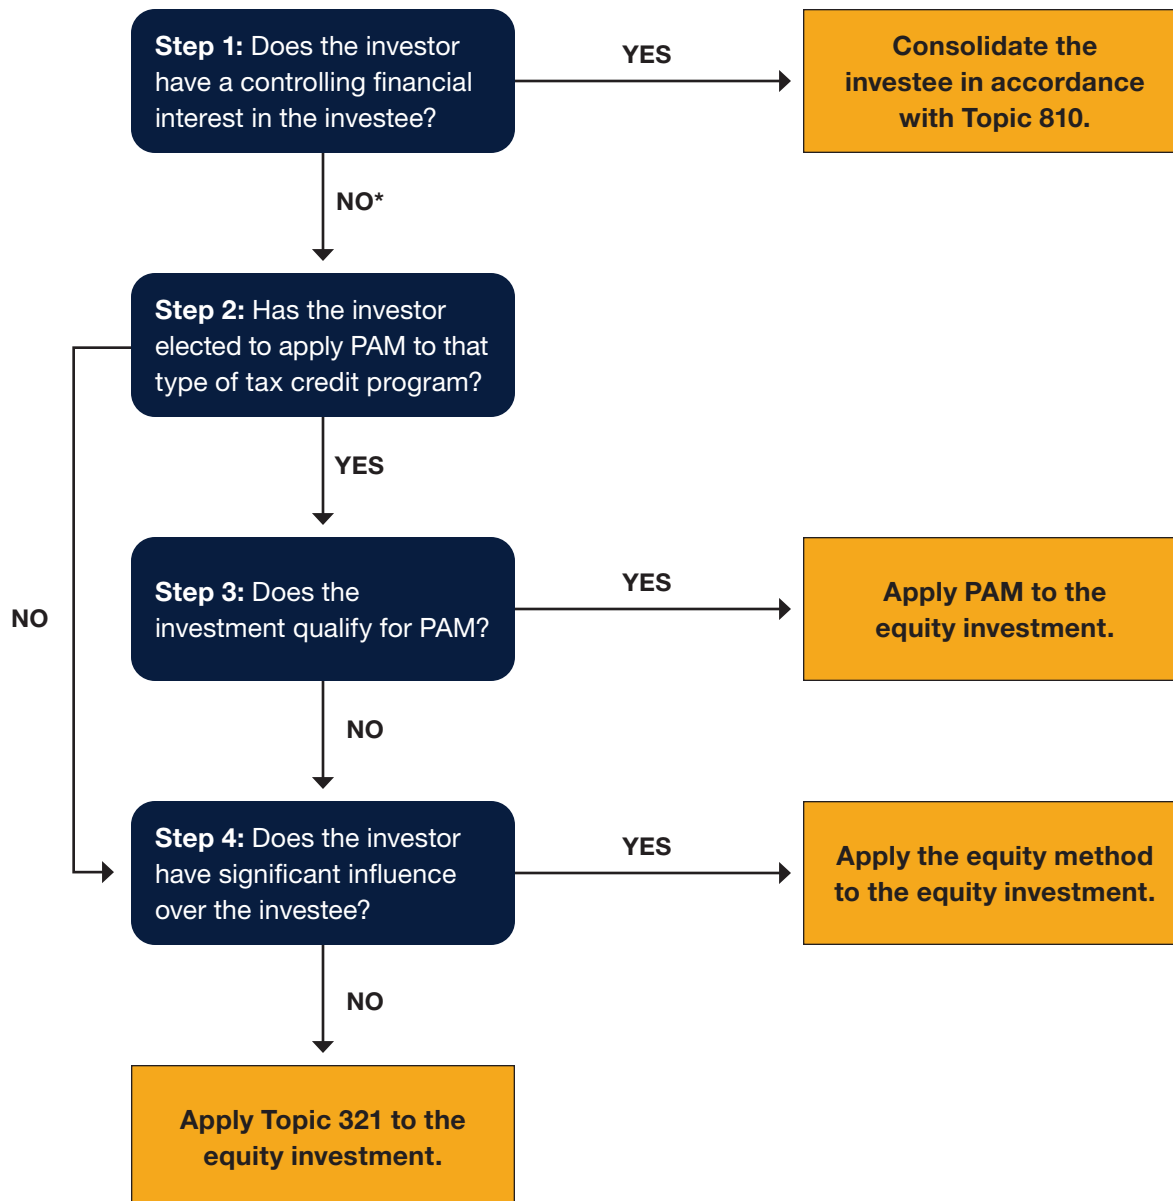 Step 1: Does the investor
have a controlling financial
interest in the investee?
YES
Consolidate the
investee in accordance
with Topic 810.
NO*
Step 2: Has the investor
elected to apply PAM to that
type of tax credit program?
YES
NO
Step 3: Does the
investment qualify for PAM?
YES
Apply PAM to the
equity investment.
NO
Step 4: Does the investor
have significant influence
over the investee?
YES
Apply the equity method
to the equity investment.
NO
Apply Topic 321 to the
equity investment.